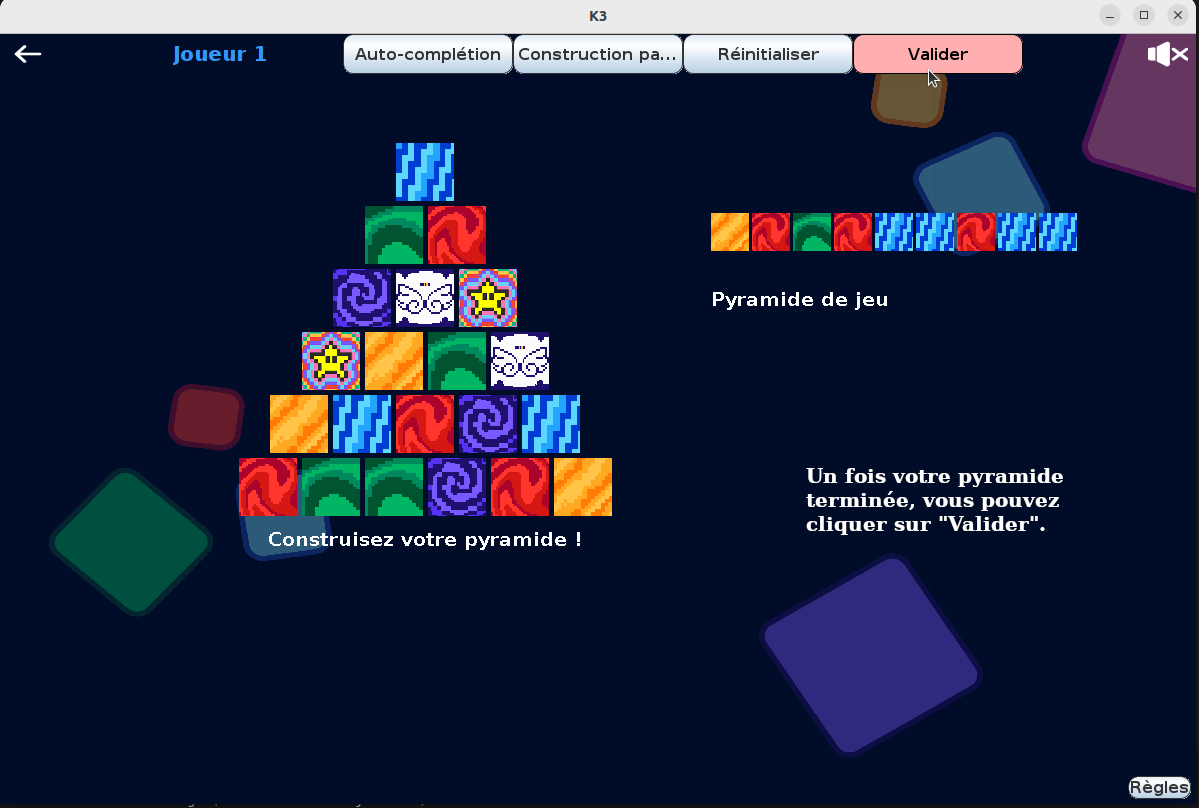 K3
Joueur 1
Auto-complétion
Construction pa...
Réinitialiser
Valider
Pyramide de jeu
Un fois votre pyramide
terminée, vous pouvez
cliquer sur "Valider".
Construisez votre pyramide !
Règles